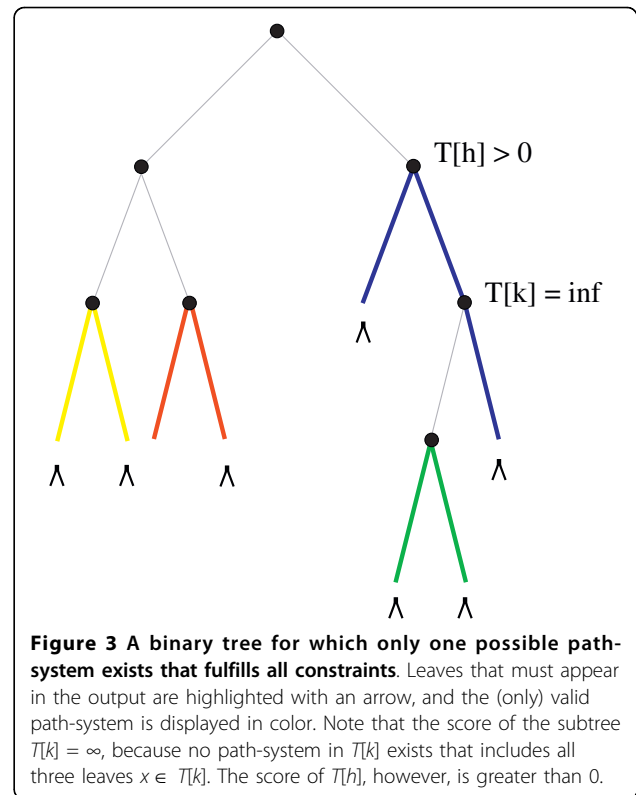 T[h] > 0
T[k] = inf
Figure 3 A binary tree for which only one possible path-
system exists that fulfills all constraints. Leaves that must appear
in the output are highlighted with an arrow, and the (only) valid
path-system is displayed in color. Note that the score of the subtree
T[k] = ∞, because no path-system in T[k] exists that includes all
three leaves x ∈ T[k]. The score of T[h], however, is greater than 0.